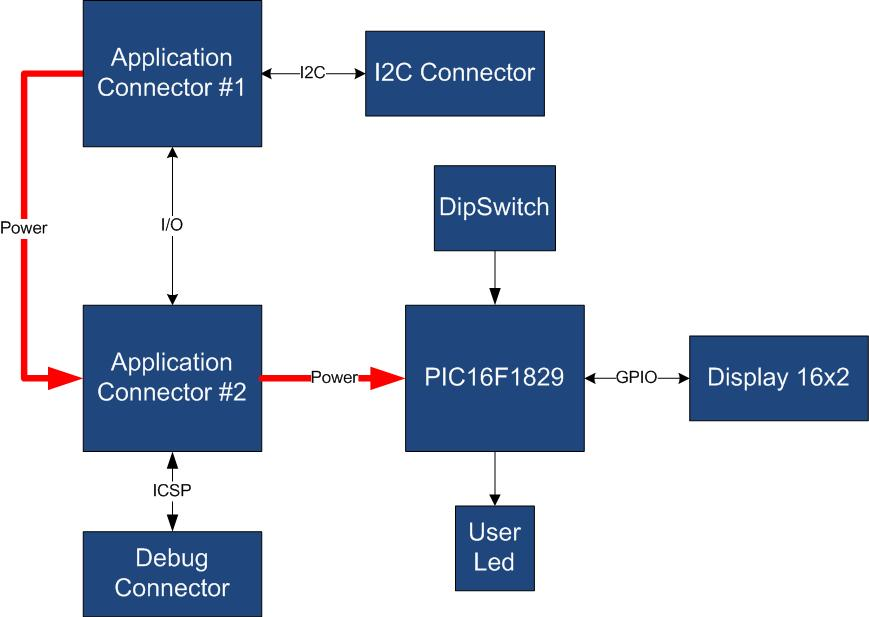 Application
Connector #1
I2C
I2C Connector
DipSwitch
Power
I/O
Application
Connector #2
Power
PIC16F1829
GPIO
Display 16x2
ICSP
User
Led
Debug
Connector